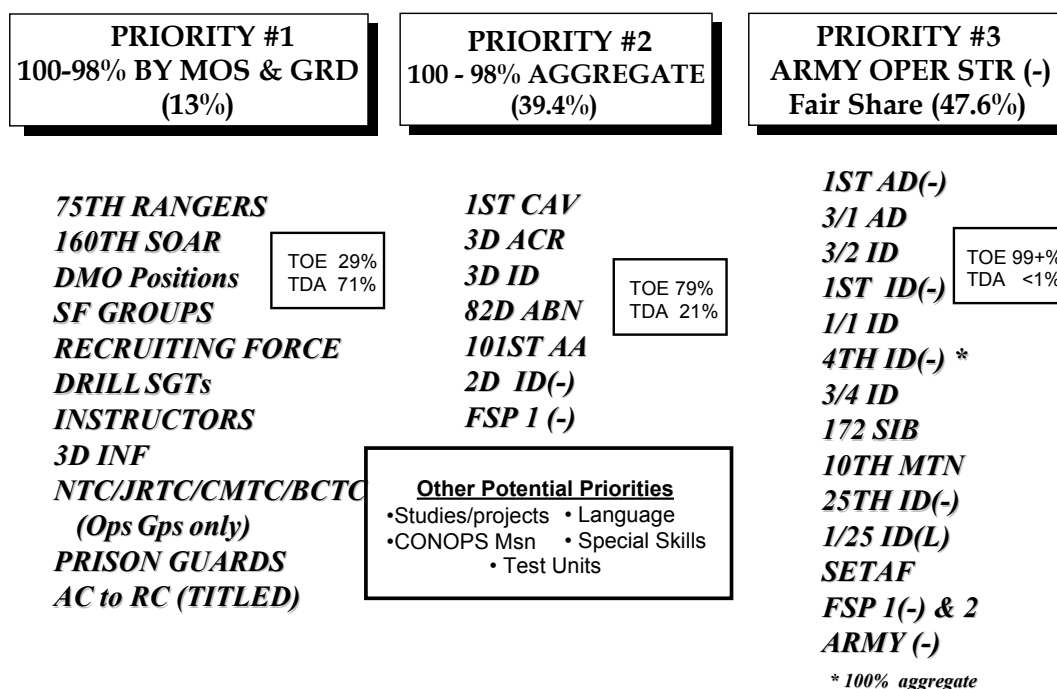 PRIORITY #1
100-98% BY MOS & GRD
(13%)
75TH RANGERS
160TH SOAR
DMO Positions
SF GROUPS
RECRUITING FORCE
DRILL SGTs
INSTRUCTORS
3D INF
NTC/JRTC/CMTC/BCTC
(Ops Gps only)
PRISON GUARDS
AC to RC (TITLED)
TOE 29%
TDA 71%
PRIORITY #2
100 - 98% AGGREGATE
(39.4%)
1ST CAV
3D ACR
3D ID
82D ABN
101ST AA
2D ID(-)
FSP 1 (-)
TOE 79%
TDA 21%
Other Potential Priorities
•Studies/projects • Language
•CONOPS Msn • Special Skills
• Test Units
PRIORITY #3
ARMY OPER STR (-)
Fair Share (47.6%)
1ST AD(-)
3/1 AD
3/2 ID
1ST ID(-)
1/1 ID
4TH ID(-) *
3/4 ID
172 SIB
10TH MTN
25TH ID(-)
1/25 ID(L)
SETAF
FSP 1(-) & 2
ARMY (-)
* 100% aggregate
TOE 99+%
TDA <1%